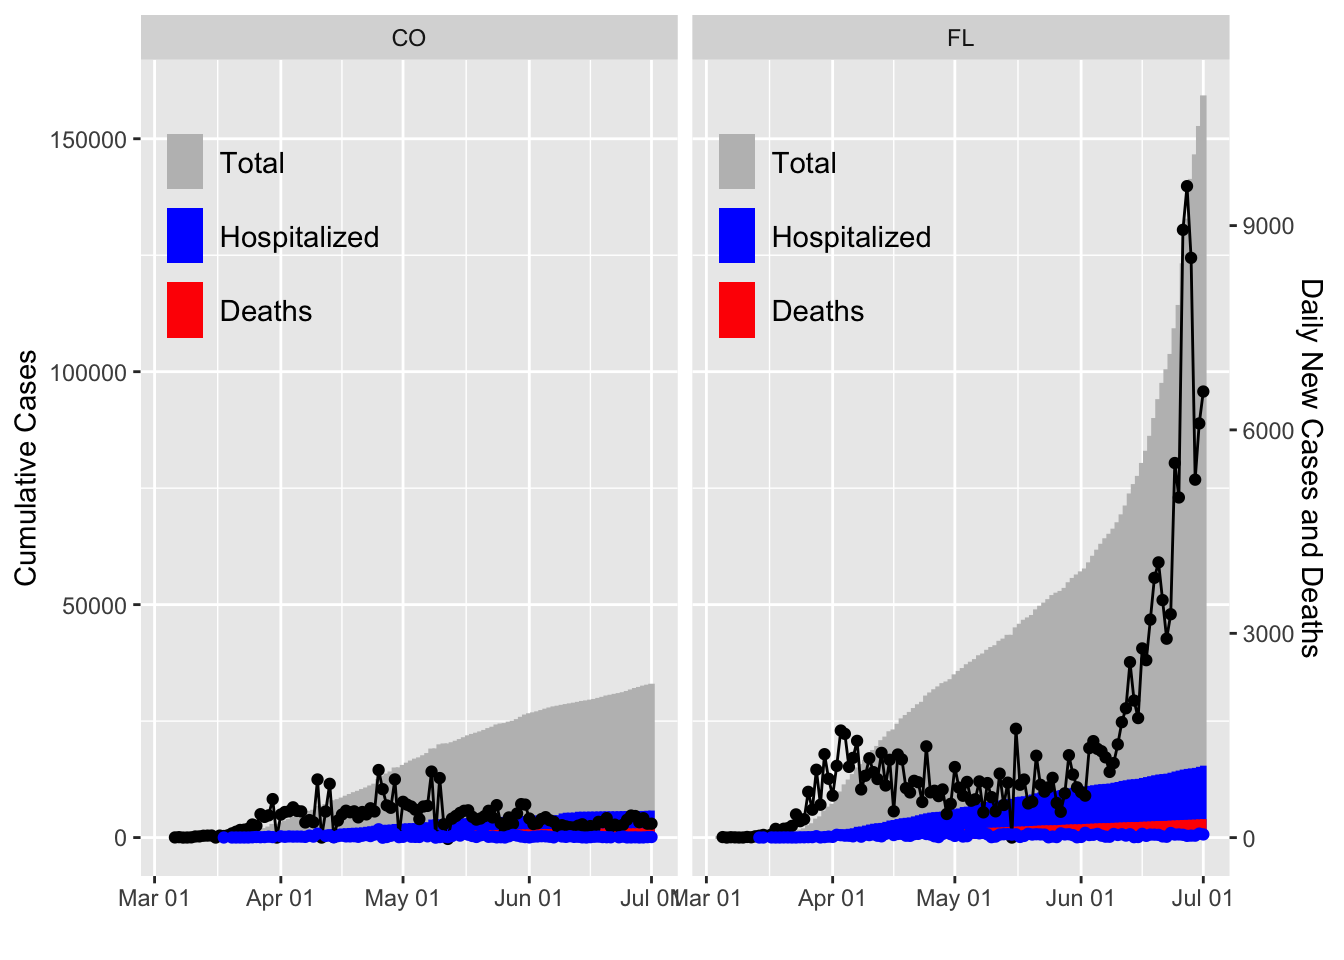 CO
FL
Cumulative Cases
150000
100000
50000
0
Total
Hospitalized
Deaths
Total
Hospitalized
Deaths
9000
6000
3000
0
Daily New Cases and Deaths
Mar 01
Apr 01
May 01
Jun 01
Jul 01
Mar 01
Apr 01
May 01
Jun 01
Jul 01